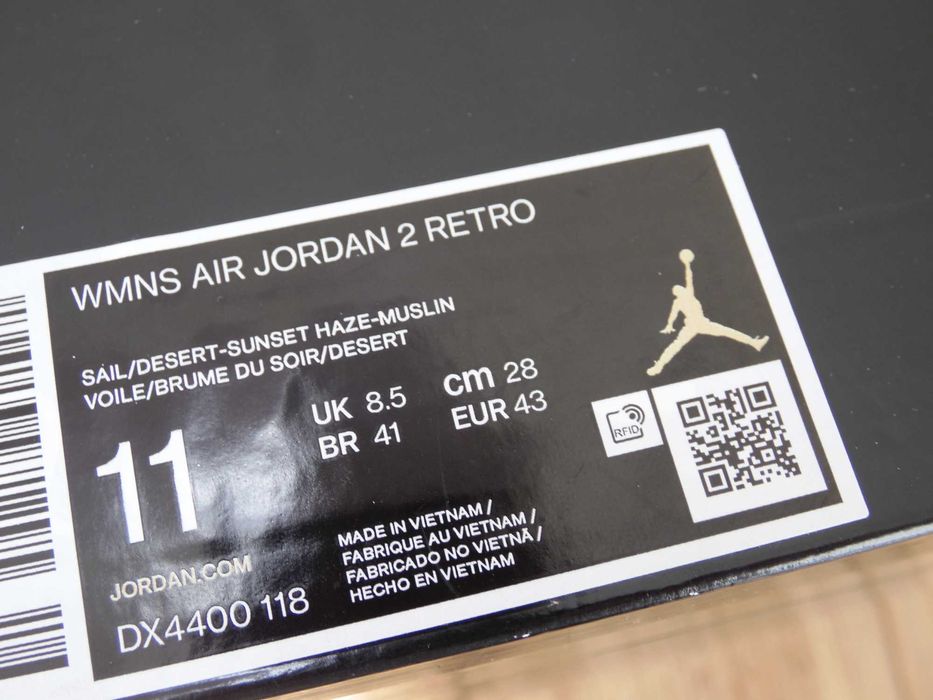 WMNS AIR JORDAN 2 RETRO
SAIL/DESERT-SUNSET HAZE-MUSLIN
VOILE/BRUME DU SOIR/DESERT
11
UK 8.5
cm 28
BR 41
EUR 43
RFID
MADE IN VIETNAM /
FABRIQUE AU VIETNAM /
FABRICADO NO VIETNÃ /
HECHO EN VIETNAM
JORDAN.COM
DX4400 118